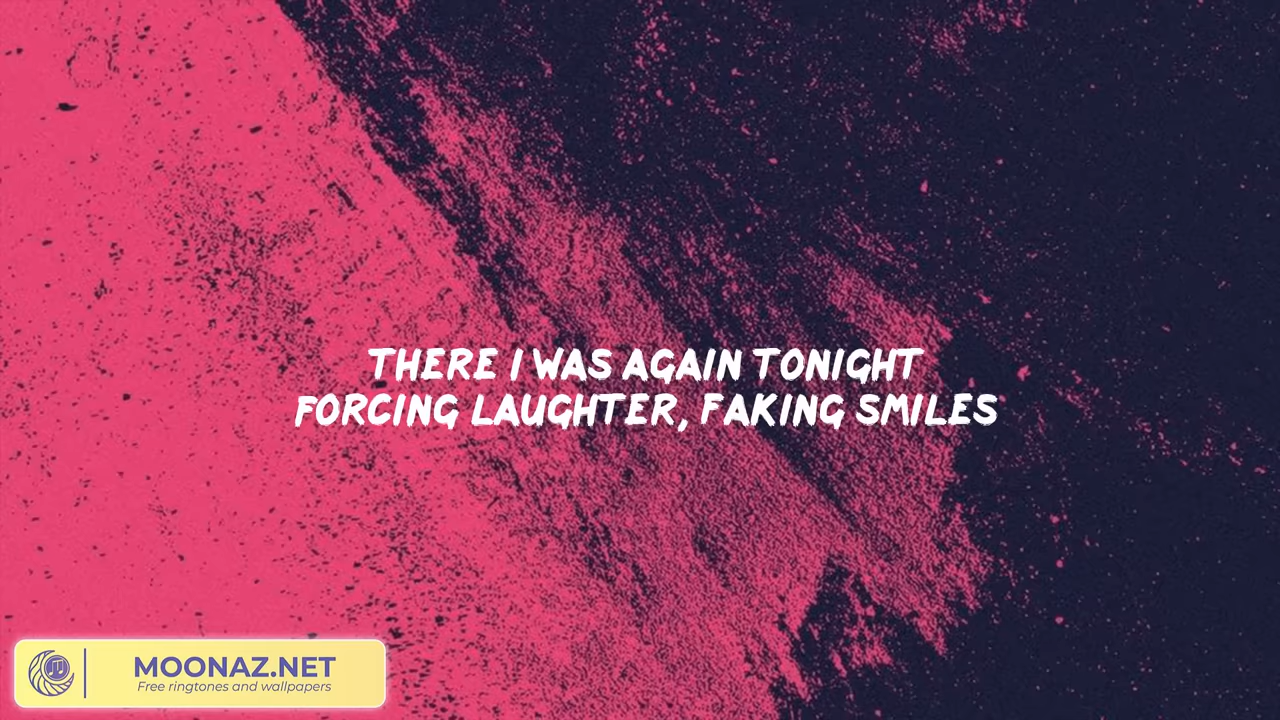 THERE I WAS AGAIN TONIGHT
FORCING LAUGHTER, FAKING SMILES
MOONAZ.NET
Free ringtones and wallpapers